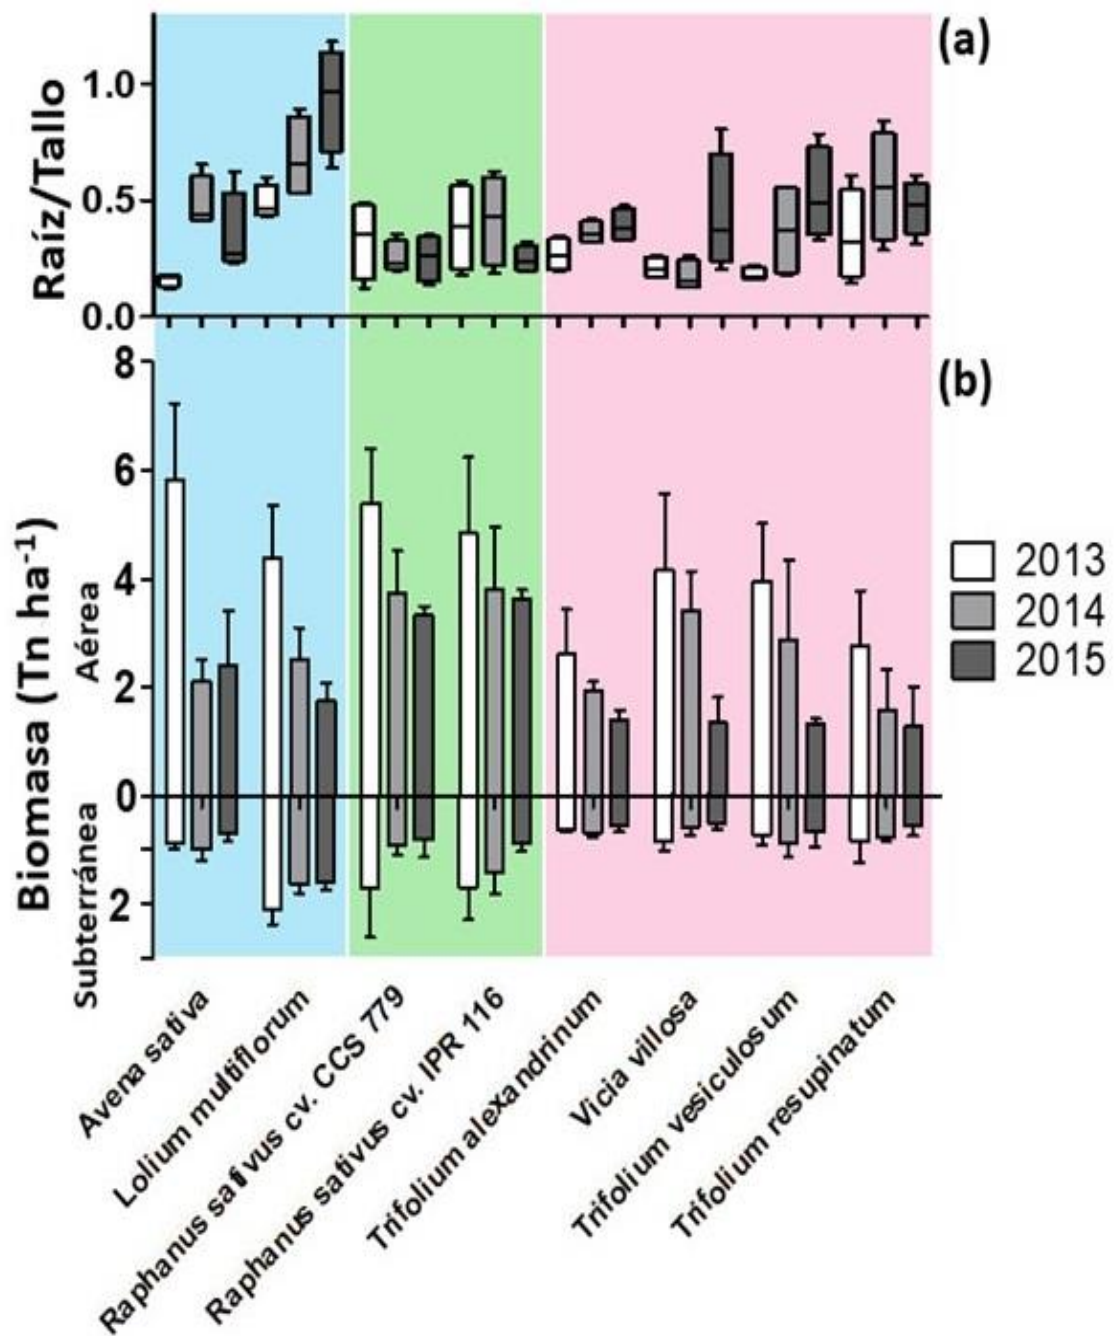 (a)
Raíz/Tallo
1.0
0.5
0.0
(b)
Biomasa (Tn ha-1)
Aérea
Subterránea
8
6
4
2
0
2
2013
2014
2015
Avena sativa
Lolium multiflorum
Raphanus sativus cv. CCS 779
Raphanus sativus cv. IPR 116
Trifolium alexandrinum
Vicia villosa
Trifolium vesiculosum
Trifolium resupinatum